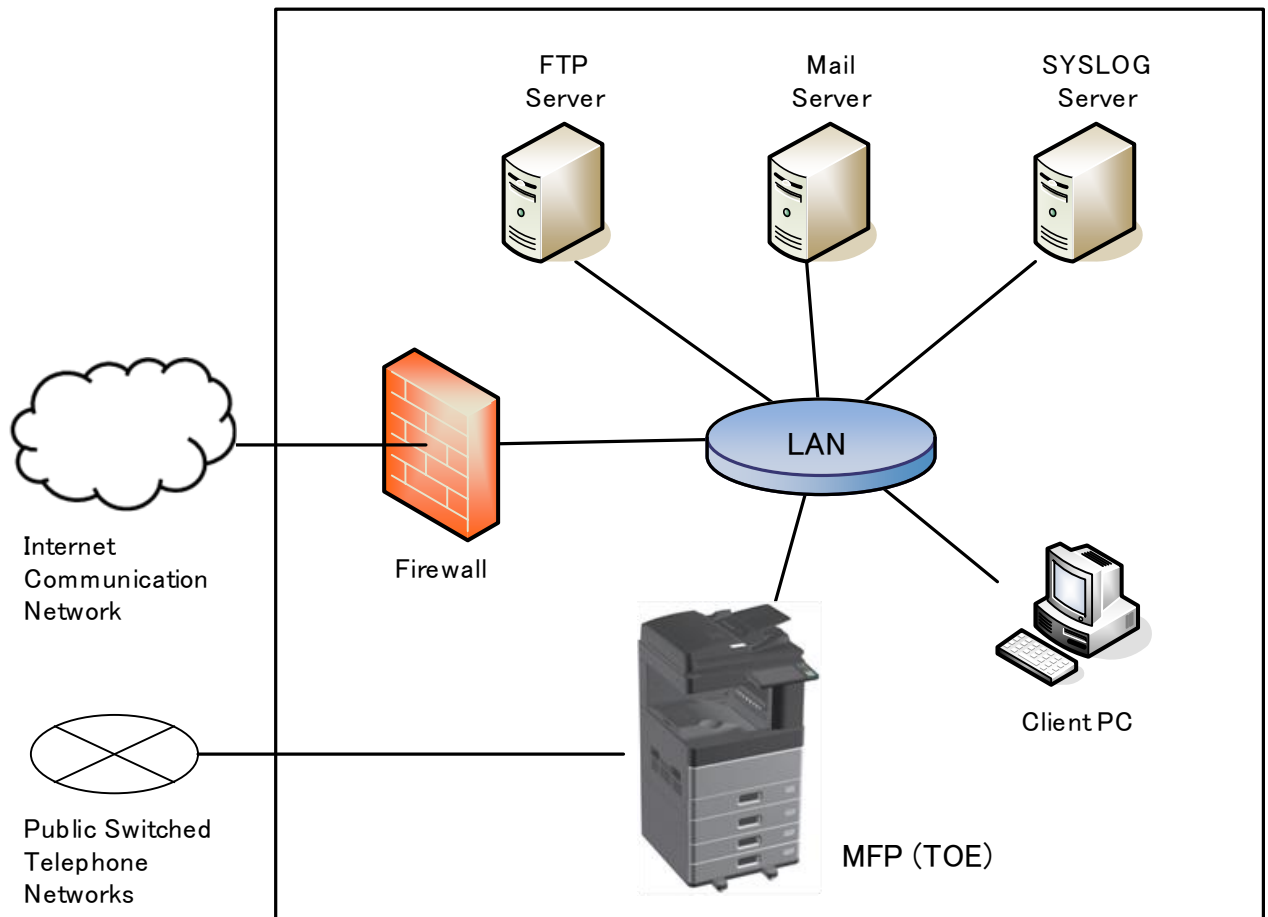 FTP
Server
Mail
Server
SYSLOG
Server
LAN
Internet
Communication
Network
Firewall
Client PC
Public Switched
Telephone
Networks
MFP (TOE)